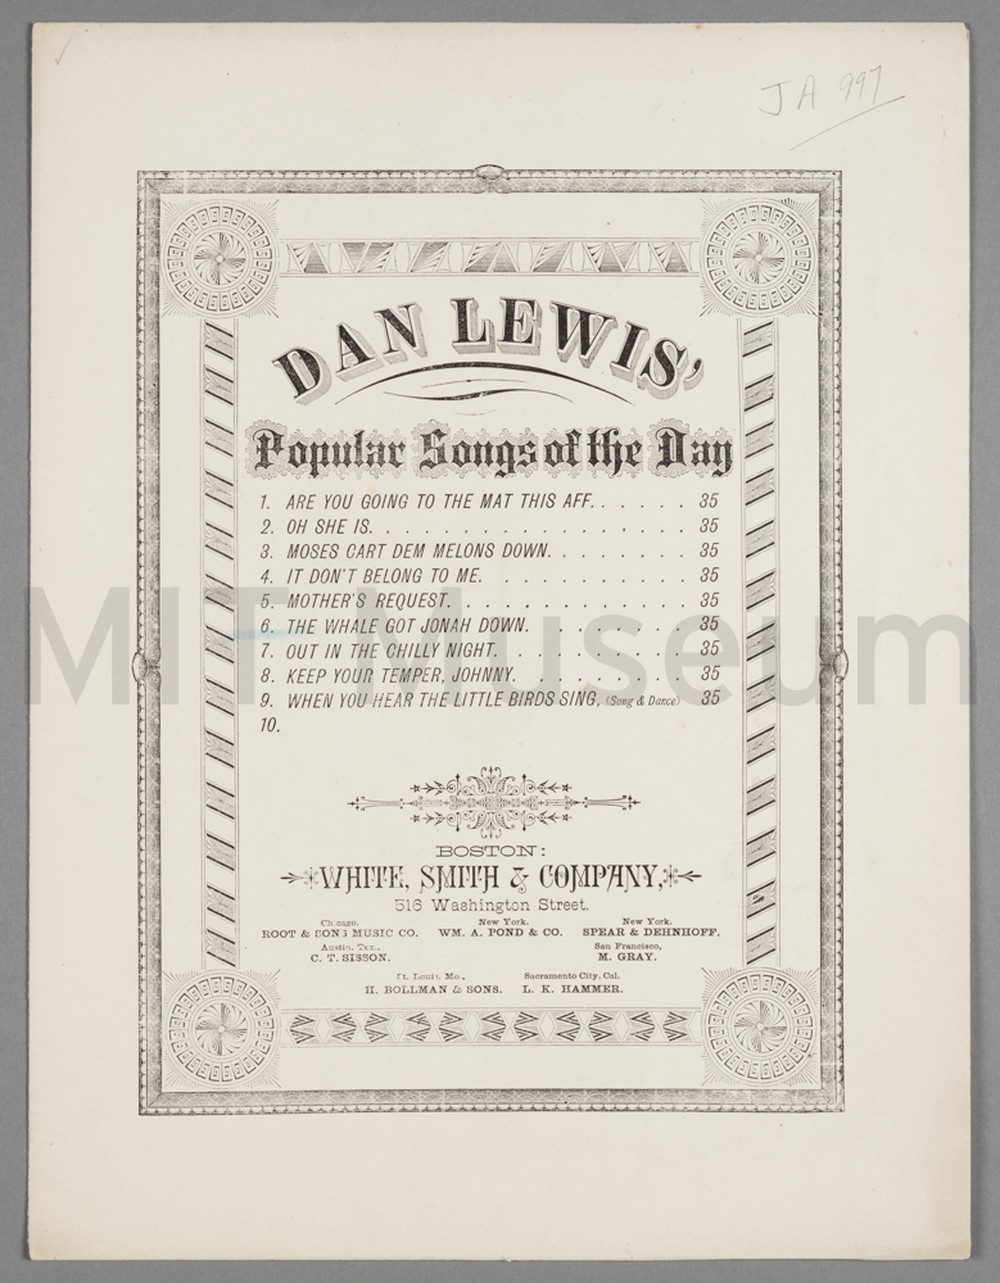 JA 997
DAN LEWIS'
Popular Songs of the Day
1. ARE YOU GOING TO THE MAT THIS AFF. . . . . . 35
2. OH SHE IS. . . . . . . . . . . . . . . . . . 35
3. MOSES CART DEM MELONS DOWN. . . . . . . . 35
4. IT DON'T BELONG TO ME. . . . . . . . . . . 35
5. MOTHER'S REQUEST. . . . . . . . . . . . . 35
6. THE WHALE GOT JONAH DOWN. . . . . . . . 35
7. OUT IN THE CHILLY NIGHT. . . . . . . . . . 35
8. KEEP YOUR TEMPER, JOHNNY. . . . . . . . . 35
9. WHEN YOU HEAR THE LITTLE BIRDS SING, (Song & Dance) 35
10.
MIT Museum
BOSTON:
WHITE, SMITH & COMPANY,
516 Washington Street.
Chicago, New York. New York.
ROOT & SONS MUSIC CO. WM. A. POND & CO. SPEAR & DEHNHOFF.
Austin, Tex., San Francisco,
C. T. SISSON. M. GRAY.
St. Louis, Mo., Sacramento City, Cal.
H. BOLLMAN & SONS. L. K. HAMMER.